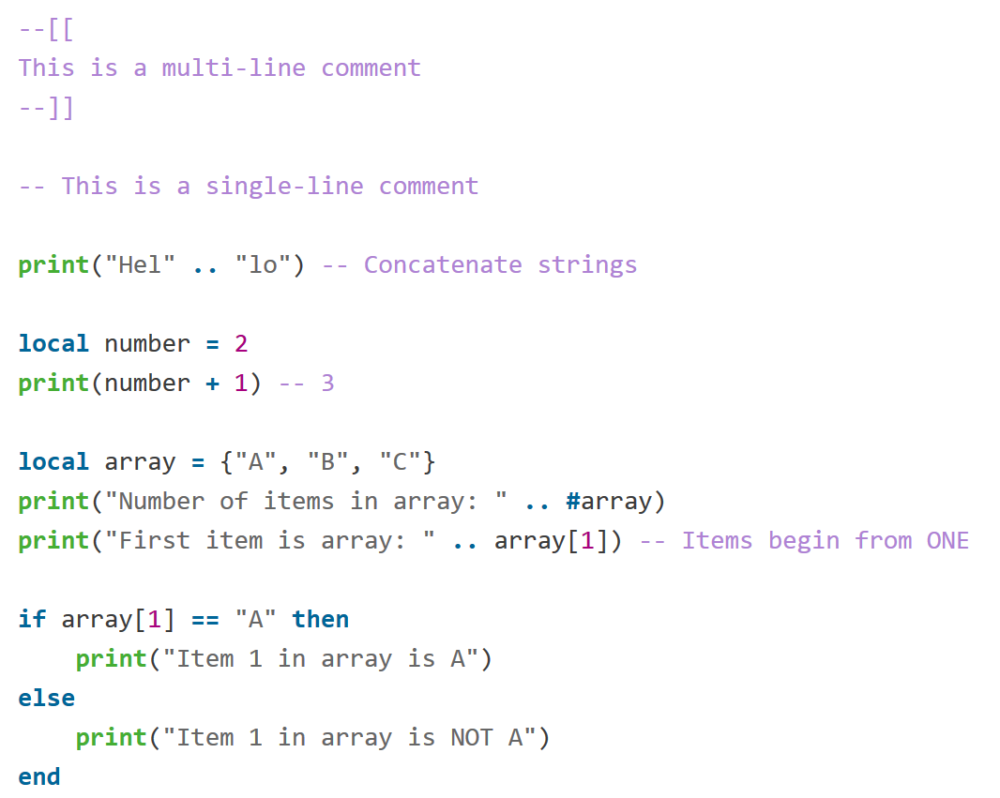 --[[
This is a multi-line comment
--]]
-- This is a single-line comment
print("Hel" .. "lo") -- Concatenate strings
local number = 2
print(number + 1) -- 3
local array = {"A", "B", "C"}
print("Number of items in array: " .. #array)
print("First item is array: " .. array[1]) -- Items begin from ONE
if array[1] == "A" then
    print("Item 1 in array is A")
else
    print("Item 1 in array is NOT A")
end